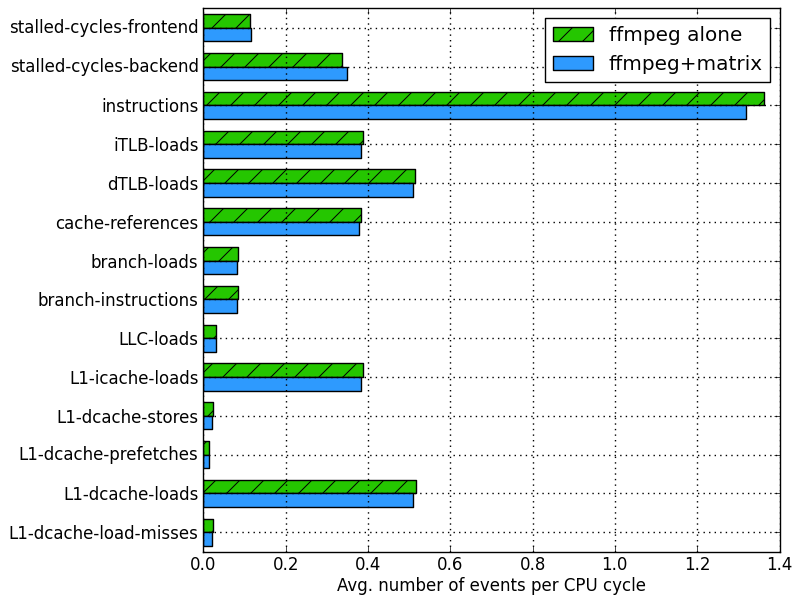 stalled-cycles-frontend
stalled-cycles-backend
instructions
iTLB-loads
dTLB-loads
cache-references
branch-loads
branch-instructions
LLC-loads
L1-icache-loads
L1-dcache-stores
L1-dcache-prefetches
L1-dcache-loads
L1-dcache-load-misses
ffmpeg alone
ffmpeg+matrix
0.0 0.2 0.4 0.6 0.8 1.0 1.2 1.4
Avg. number of events per CPU cycle